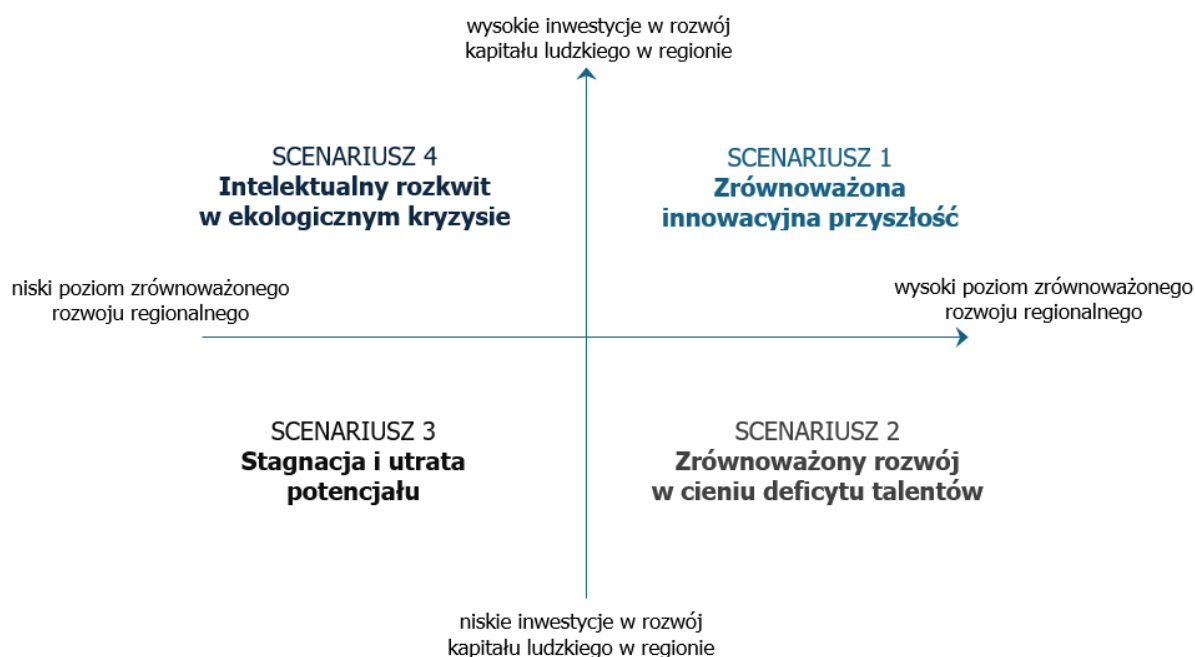 wysokie inwestycje w rozwój
kapitału ludzkiego w regionie
SCENARIUSZ 4
Intelektualny rozkwit
w ekologicznym kryzysie
SCENARIUSZ 1
Zrównoważona
innowacyjna przyszłość
niski poziom zrównoważonego
rozwoju regionalnego
wysoki poziom zrównoważonego
rozwoju regionalnego
SCENARIUSZ 3
Stagnacja i utrata
potencjału
SCENARIUSZ 2
Zrównoważony rozwój
w cieniu deficytu talentów
niskie inwestycje w rozwój
kapitału ludzkiego w regionie